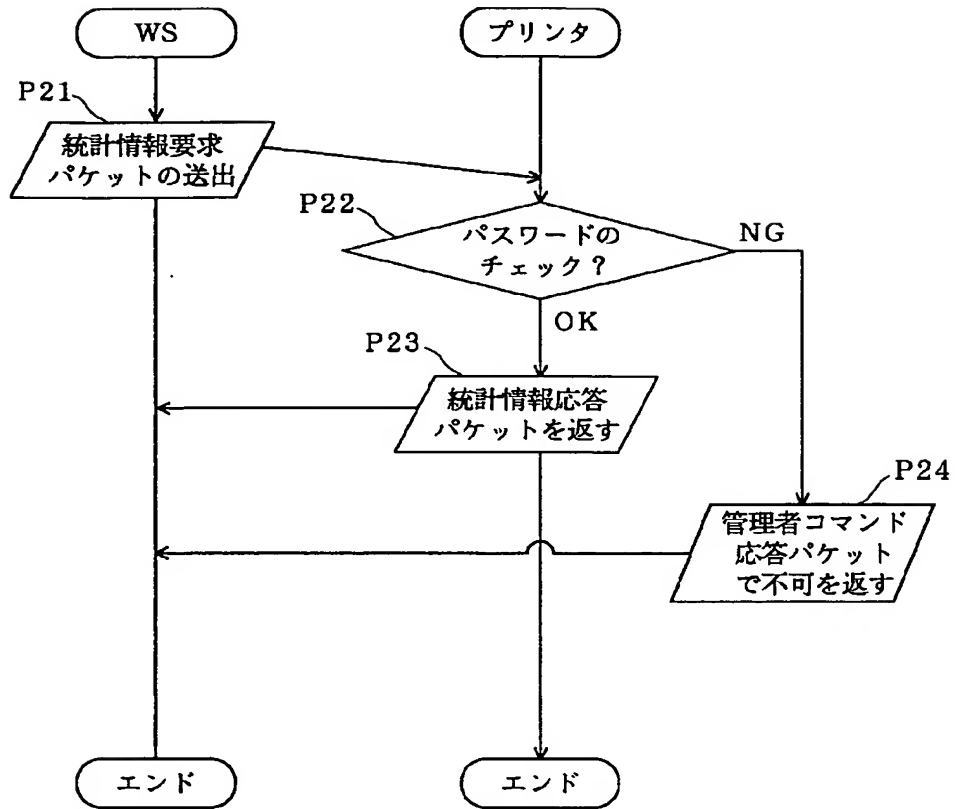 WS
プリンタ
P21
統計情報要求
パケットの送出
P22
パスワードの
チェック?
NG
OK
P23
統計情報応答
パケットを返す
P24
管理者コマンド
応答パケット
で不可を返す
エンド
エンド